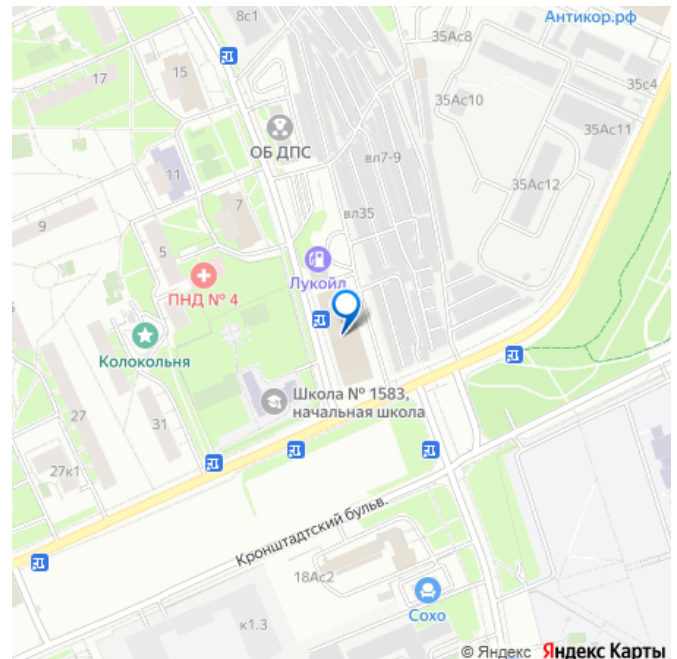 8с1
Антикор.рф
35Ас8
17
15
35с4
35Ас10
ОБ ДПС
35Ас11
вл7-9
11
35Ас12
7
вл35
9
5
Лукойл
ПНД № 4
Колокольня
Школа № 1583,
начальная школа
27
31
27к1
Кронштадтский бульв.
18Ас2
Сохо
к1.3
© Яндекс Яндекс Карты